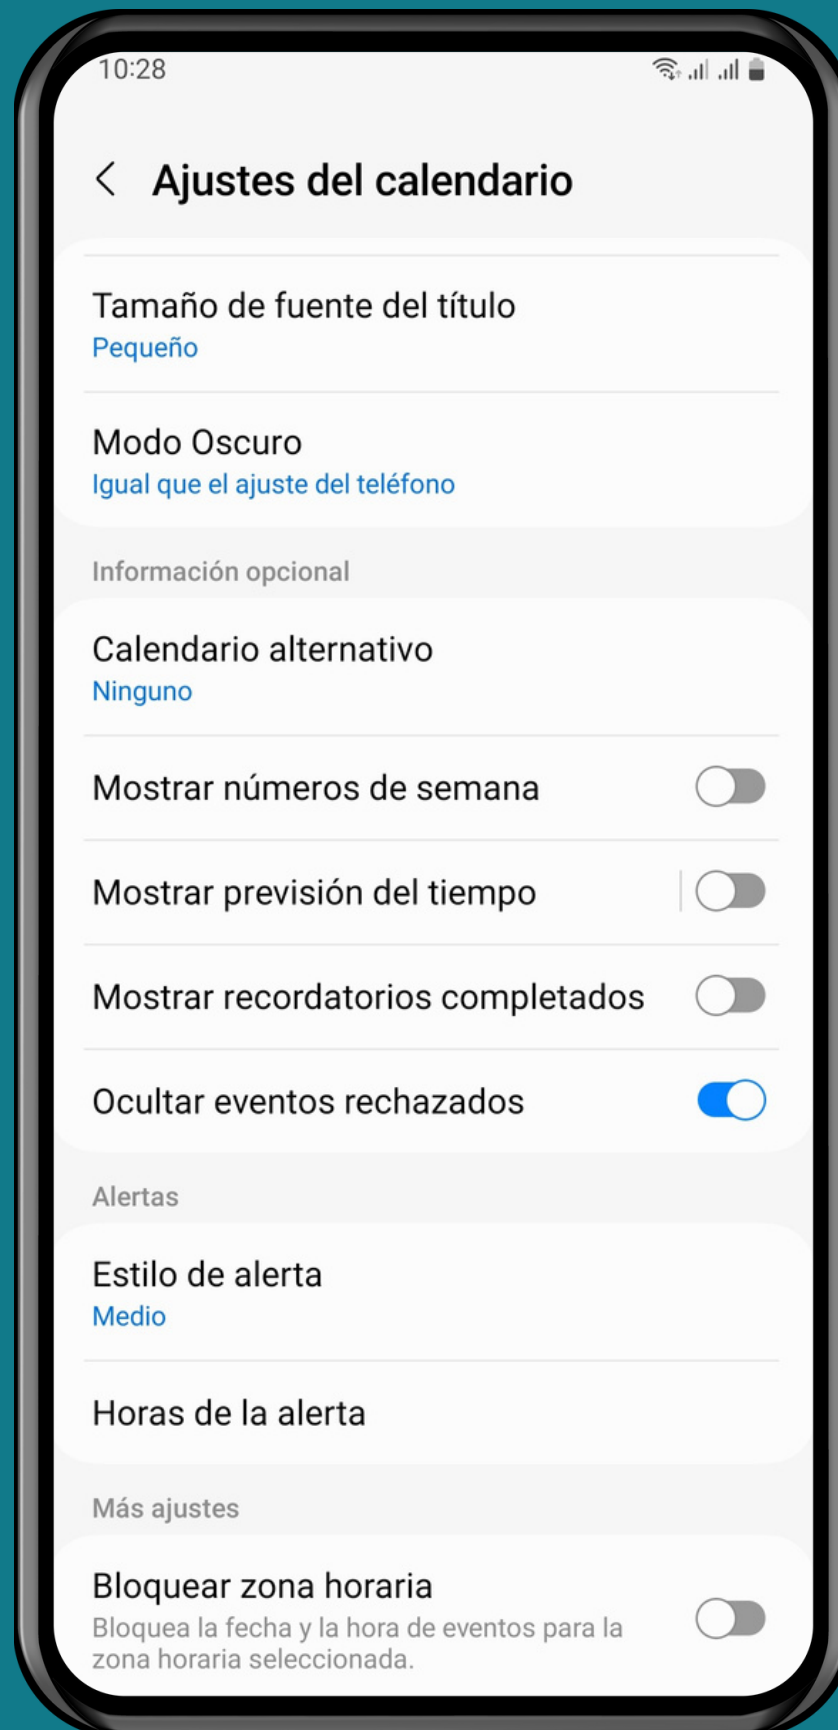 10:28
Ajustes del calendario
Tamaño de fuente del título
Pequeño
Modo Oscuro
Igual que el ajuste del teléfono
Información opcional
Calendario alternativo
Ninguno
Mostrar números de semana
Mostrar previsión del tiempo
Mostrar recordatorios completados
Ocultar eventos rechazados
Alertas
Estilo de alerta
Medio
Horas de la alerta
Más ajustes
Bloquear zona horaria
Bloquea la fecha y la hora de eventos para la
zona horaria seleccionada.